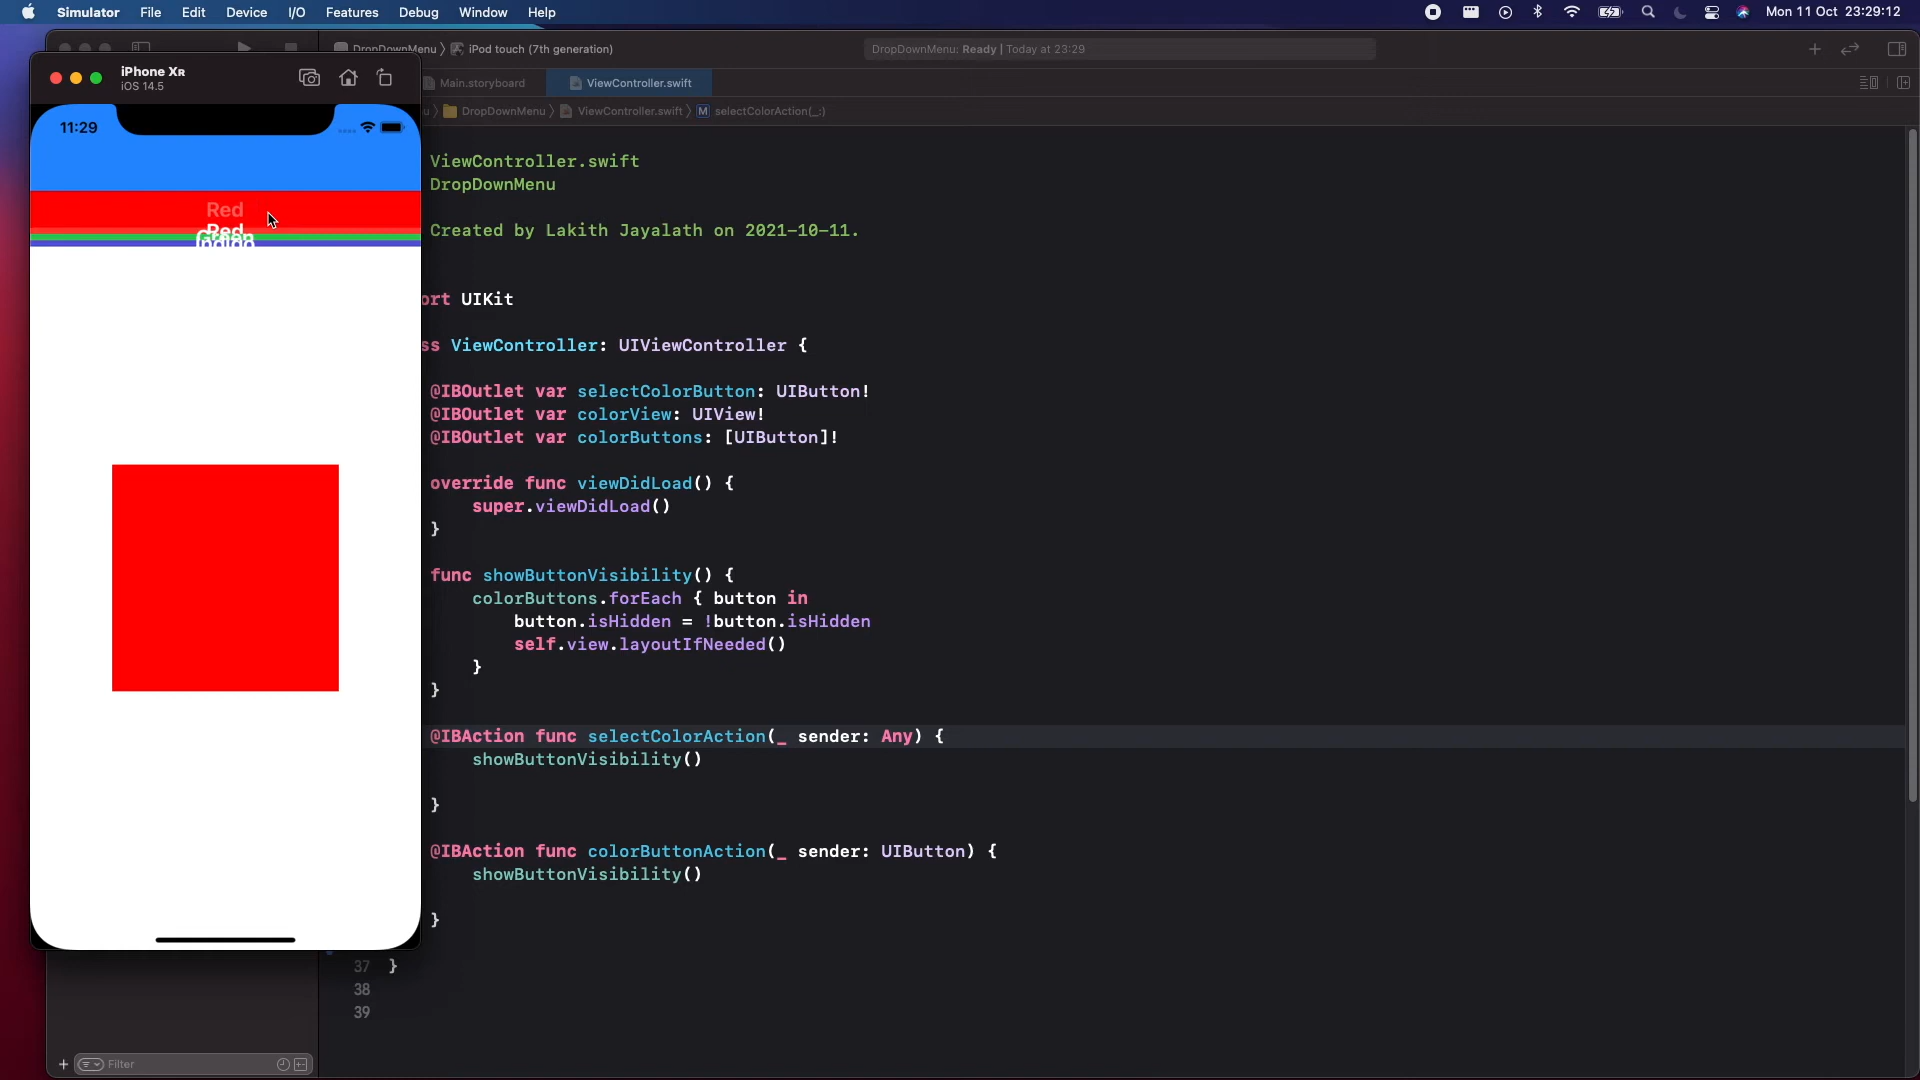 Simulator File Edit Device I/O Features Debug Window Help
Mon 11 Oct 23:29:12
DropDownMenu iPod touch (7th generation)
DropDownMenu: Ready | Today at 23:29
iPhone XR
iOS 14.5
Main.storyboard
ViewController.swift
u DropDownMenu ViewController.swift M selectColorAction(_:)
11:29
Red
Red
Green
Indigo
ViewController.swift
DropDownMenu
Created by Lakith Jayalath on 2021-10-11.
ort UIKit
ss ViewController: UIViewController {
@IBOutlet var selectColorButton: UIButton!
@IBOutlet var colorView: UIView!
@IBOutlet var colorButtons: [UIButton]!
override func viewDidLoad() {
super.viewDidLoad()
}
func showButtonVisibility() {
colorButtons.forEach { button in
button.isHidden = !button.isHidden
self.view.layoutIfNeeded()
}
}
@IBAction func selectColorAction(_ sender: Any) {
showButtonVisibility()
}
@IBAction func colorButtonAction(_ sender: UIButton) {
showButtonVisibility()
}
37 }
38
39
Filter